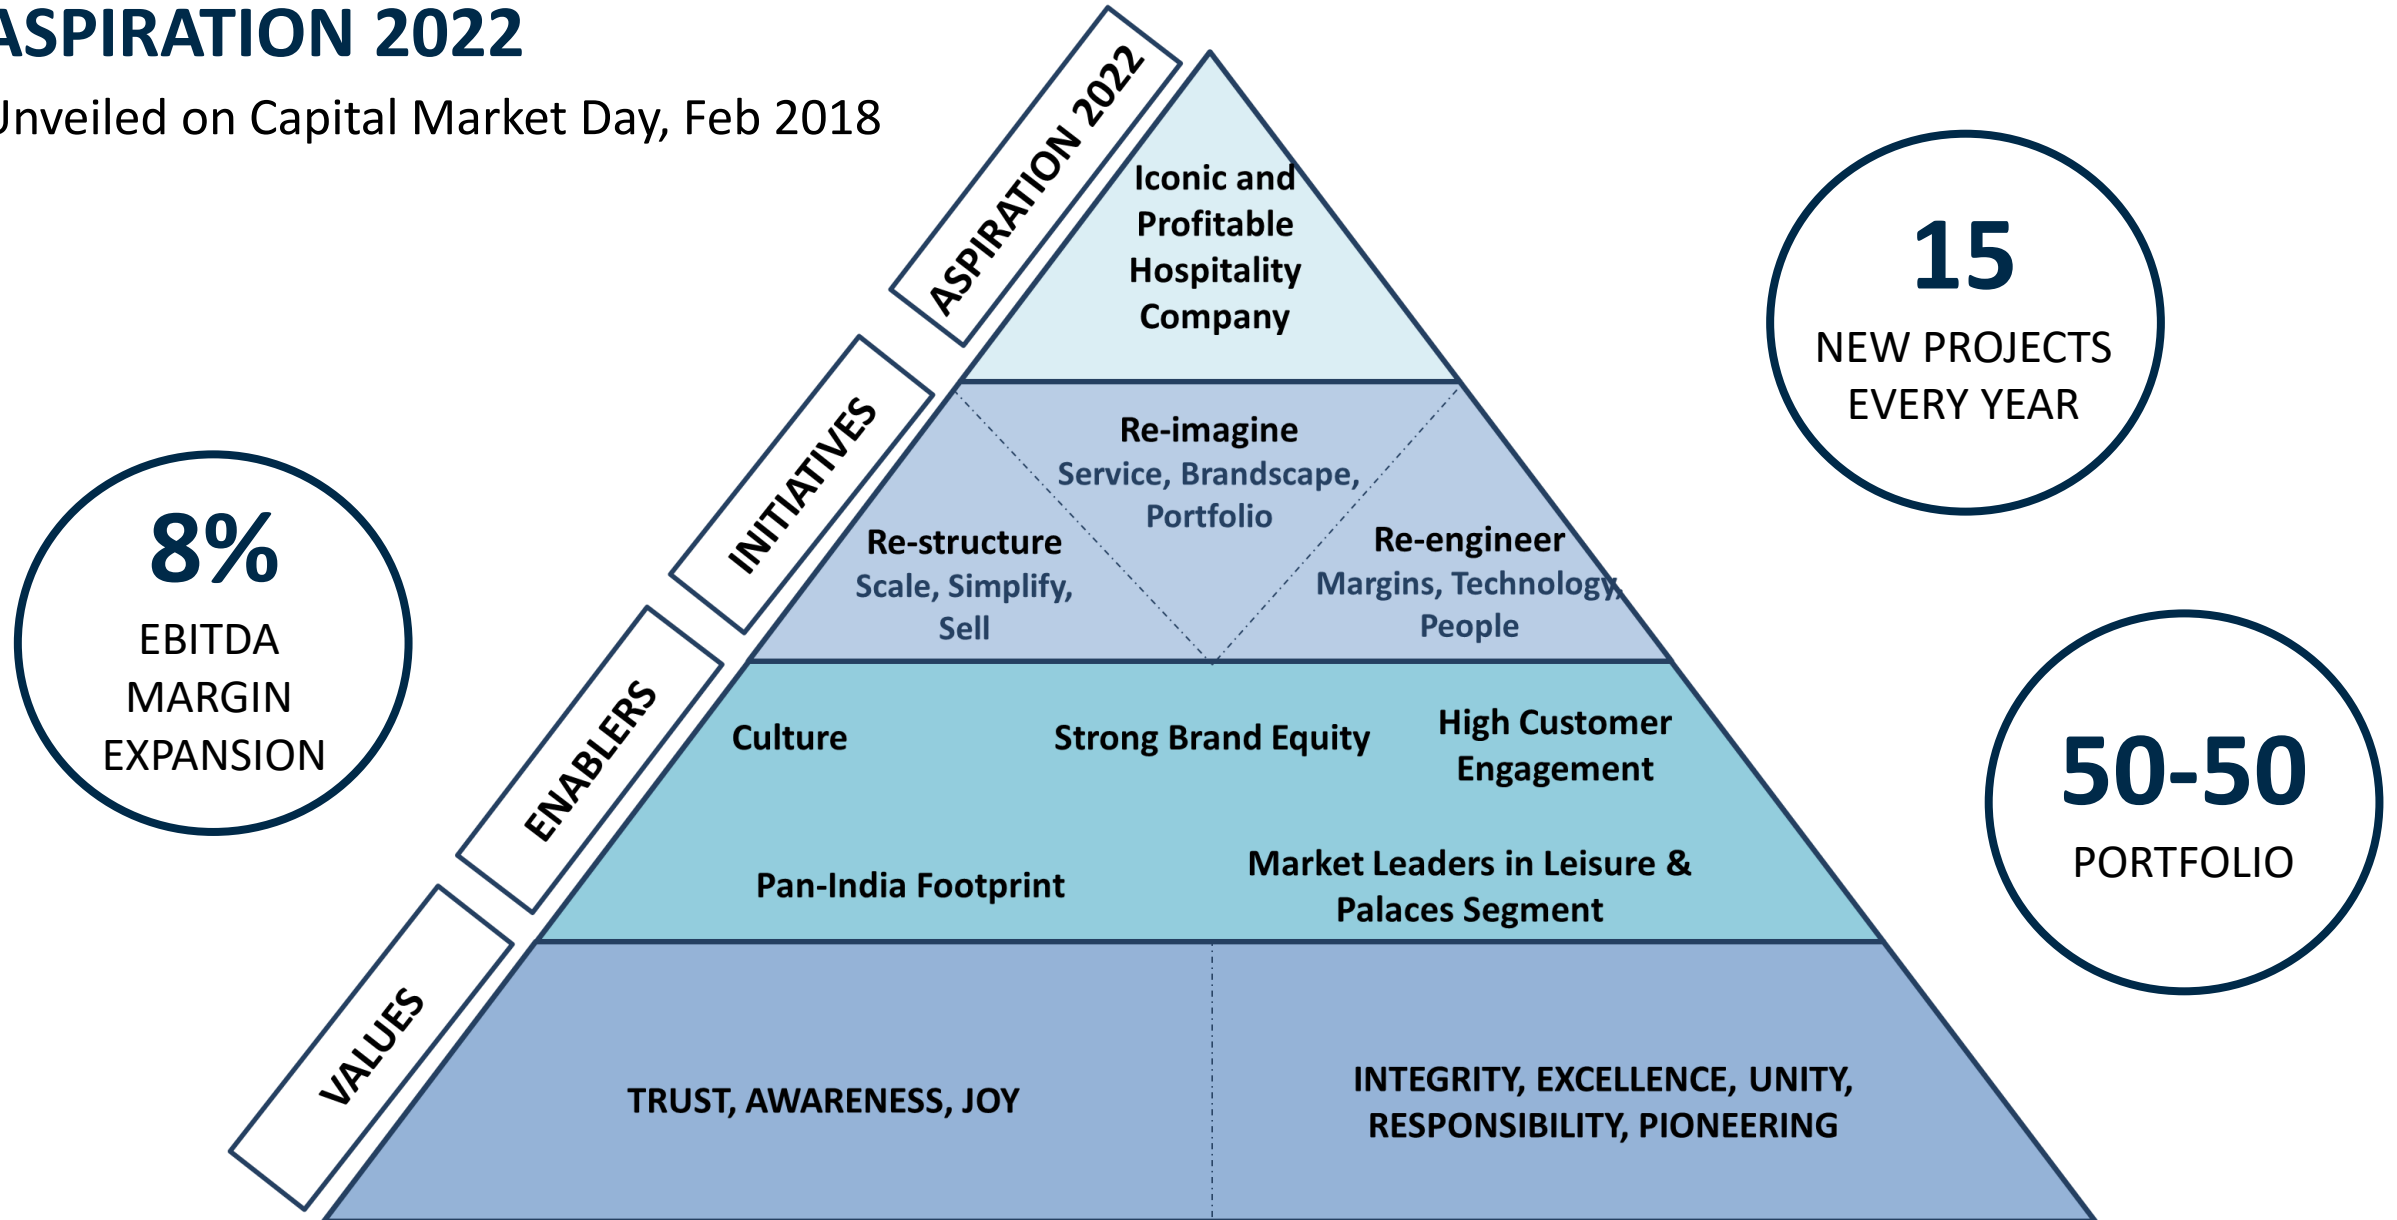 ASPIRATION 2022
Unveiled on Capital Market Day, Feb 2018
ASPIRATION 2022
Iconic and
Profitable
Hospitality
Company
INITIATIVES
Re-imagine
Service, Brandscape,
Portfolio
Re-structure
Scale, Simplify,
Sell
Re-engineer
Margins, Technology,
People
ENABLERS
Culture
Strong Brand Equity
High Customer
Engagement
Pan-India Footprint
Market Leaders in Leisure &
Palaces Segment
VALUES
TRUST, AWARENESS, JOY
INTEGRITY, EXCELLENCE, UNITY,
RESPONSIBILITY, PIONEERING
8%
EBITDA
MARGIN
EXPANSION
15
NEW PROJECTS
EVERY YEAR
50-50
PORTFOLIO